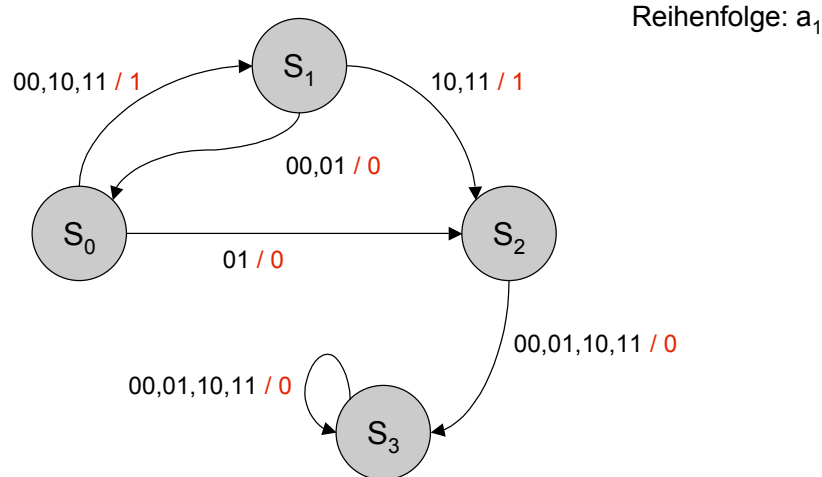 Reihenfolge: a₁
S₁
00,10,11 / 1
10,11 / 1
00,01 / 0
S₀
S₂
01 / 0
00,01,10,11 / 0
00,01,10,11 / 0
S₃